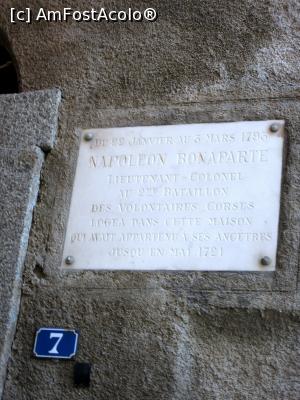 [c] AmFostAcolo®
DU 22 JANVIER AU 3 MARS 1793
NAPOLEON BONAPARTE
LIEUTENANT-COLONEL
AU 2ME BATAILLON
DES VOLONTAIRES CORSES
LOGEA DANS CETTE MAISON
QUI AVAIT APPARTENU A SES ANCETRES
JUSQU'EN MAI 1721
7